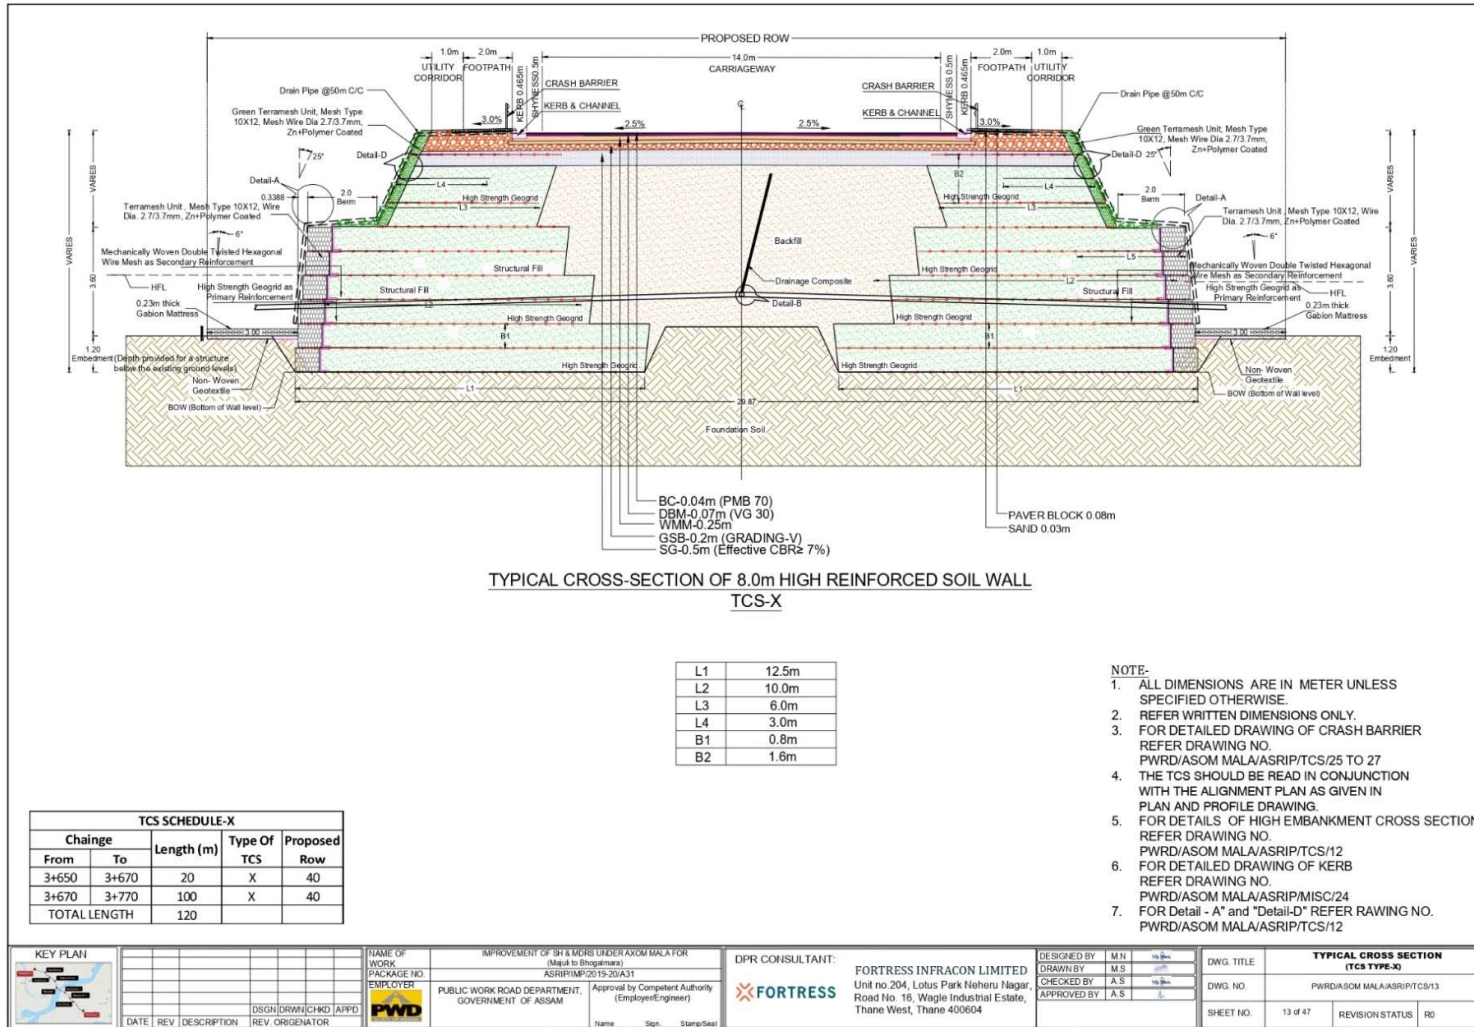 PROPOSED ROW
1.0m
2.0m
14.0m
2.0m
1.0m
UTILITY
CORRIDOR
FOOTPATH
KERB 0.465m
SHYNESS0.5m
CARRIAGEWAY
SHYNESS 0.5m
KERB 0.465m
FOOTPATH
UTILITY
CORRIDOR
CRASH BARRIER
CRASH BARRIER
KERB & CHANNEL
KERB & CHANNEL
Drain Pipe @50m C/C
Drain Pipe @50m C/C
Green Terramesh Unit, Mesh Type
10X12, Mesh Wire Dia 2.7/3.7mm,
Zn+Polymer Coated
Green Terramesh Unit, Mesh Type
10X12, Mesh Wire Dia 2.7/3.7mm,
Zn+Polymer Coated
3.0%
2.5%
2.5%
3.0%
25°
Detail-D
Detail-D
25°
VARIES
VARIES
Detail-A
0.3388
2.0
Berm
L4
L3
High Strength Geogrid
B2
High Strength Geogrid
L4
L3
2.0
Berm
Detail-A
Terramesh Unit , Mesh Type 10X12, Wire
Dia. 2.7/3.7mm, Zn+Polymer Coated
Terramesh Unit , Mesh Type 10X12, Wire
Dia. 2.7/3.7mm, Zn+Polymer Coated
6°
6°
VARIES
VARIES
Mechanically Woven Double Twisted Hexagonal
Wire Mesh as Secondary Reinforcement
Mechanically Woven Double Twisted Hexagonal
Wire Mesh as Secondary Reinforcement
Backfill
L5
Structural Fill
High Strength Geogrid
HFL
High Strength Geogrid as
Primary Reinforcement
Structural Fill
Drainage Composite
L2
Structural Fill
High Strength Geogrid as
Primary Reinforcement
HFL
3.60
3.60
0.23m thick
Gabion Mattress
L2
Detail-B
0.23m thick
Gabion Mattress
High Strength Geogrid
High Strength Geogrid
3.00
B1
B1
3.00
1.20
Embedment (Depth provided for a structure
below the existing ground levels)
1.20
Embedment
High Strength Geogrid
High Strength Geogrid
Non- Woven
Geotextile
Non- Woven
Geotextile
L1
L1
BOW (Bottom of Wall level)
BOW (Bottom of Wall level)
29.87
Foundation Soil
BC-0.04m (PMB 70)
DBM-0.07m (VG 30)
WMM-0.25m
GSB-0.2m (GRADING-V)
SG-0.5m (Effective CBR≥ 7%)
PAVER BLOCK 0.08m
SAND 0.03m
TYPICAL CROSS-SECTION OF 8.0m HIGH REINFORCED SOIL WALL
TCS-X
L1 12.5m
L2 10.0m
L3 6.0m
L4 3.0m
B1 0.8m
B2 1.6m
NOTE-
1. ALL DIMENSIONS ARE IN METER UNLESS
SPECIFIED OTHERWISE.
2. REFER WRITTEN DIMENSIONS ONLY.
3. FOR DETAILED DRAWING OF CRASH BARRIER
REFER DRAWING NO.
PWRD/ASOM MALA/ASRIP/TCS/25 TO 27
4. THE TCS SHOULD BE READ IN CONJUNCTION
WITH THE ALIGNMENT PLAN AS GIVEN IN
PLAN AND PROFILE DRAWING.
5. FOR DETAILS OF HIGH EMBANKMENT CROSS SECTION
REFER DRAWING NO.
PWRD/ASOM MALA/ASRIP/TCS/12
6. FOR DETAILED DRAWING OF KERB
REFER DRAWING NO.
PWRD/ASOM MALA/ASRIP/MISC/24
7. FOR Detail - A" and "Detail-D" REFER RAWING NO.
PWRD/ASOM MALA/ASRIP/TCS/12
TCS SCHEDULE-X
Chainge Length (m) Type Of TCS Proposed Row
From To
3+650 3+670 20 X 40
3+670 3+770 100 X 40
TOTAL LENGTH 120
KEY PLAN
DSGN DRWN CHKD APPD
DATE REV DESCRIPTION REV. ORIGENATOR
NAME OF
WORK
IMPROVEMENT OF SH & MDRS UNDER AXOM MALA FOR
(Majuli to Bhogalmara)
PACKAGE NO.
ASRIP/IMP/2019-20/A31
EMPLOYER
PWD
PUBLIC WORK ROAD DEPARTMENT,
GOVERNMENT OF ASSAM
Approval by Competent Authority
(Employer/Engineer)
Name Sign. Stamp/Seal
DPR CONSULTANT:
FORTRESS
FORTRESS INFRACON LIMITED
Unit no.204, Lotus Park Neheru Nagar,
Road No. 16, Wagle Industrial Estate,
Thane West, Thane 400604
DESIGNED BY M.N
DRAWN BY M.S
CHECKED BY A.S
APPROVED BY A.S
DWG. TITLE
TYPICAL CROSS SECTION
(TCS TYPE-X)
DWG. NO.
PWRD/ASOM MALA/ASRIP/TCS/13
SHEET NO. 13 of 47 REVISION STATUS R0